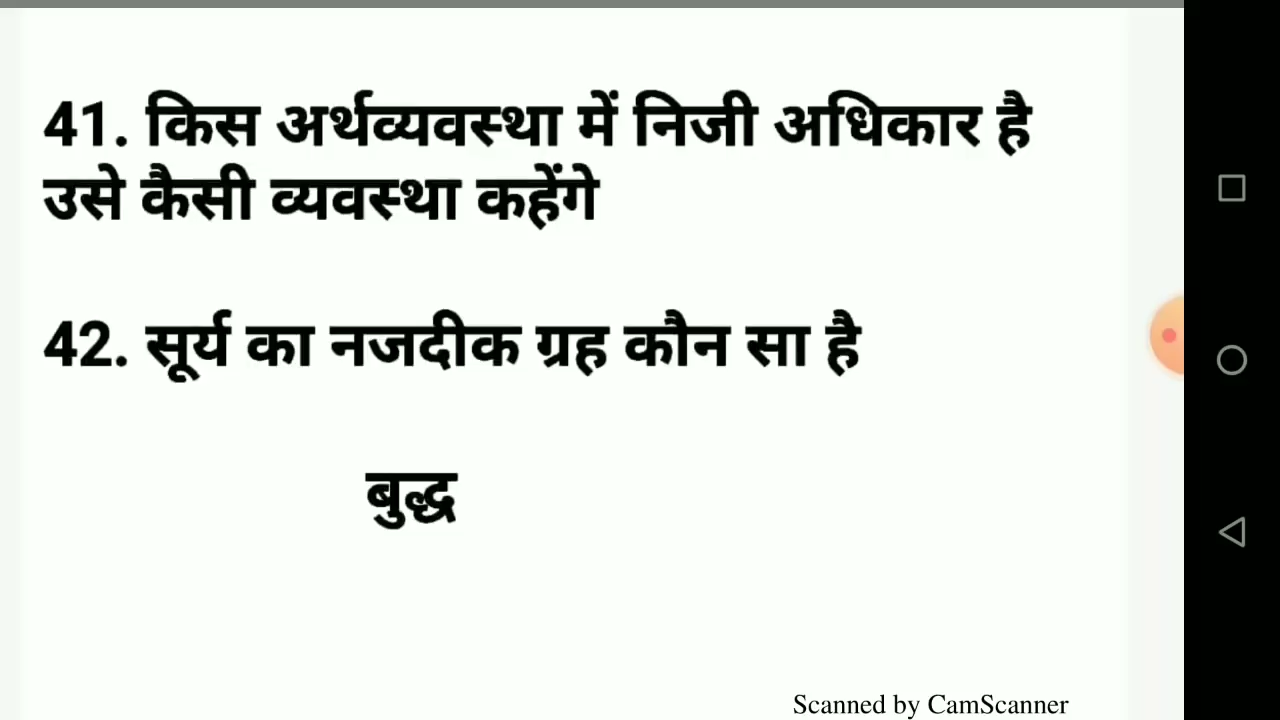 41. किस अर्थव्यवस्था में निजी अधिकार है
उसे कैसी व्यवस्था कहेंगे
42. सूर्य का नजदीक ग्रह कौन सा है
बुद्ध
Scanned by CamScanner